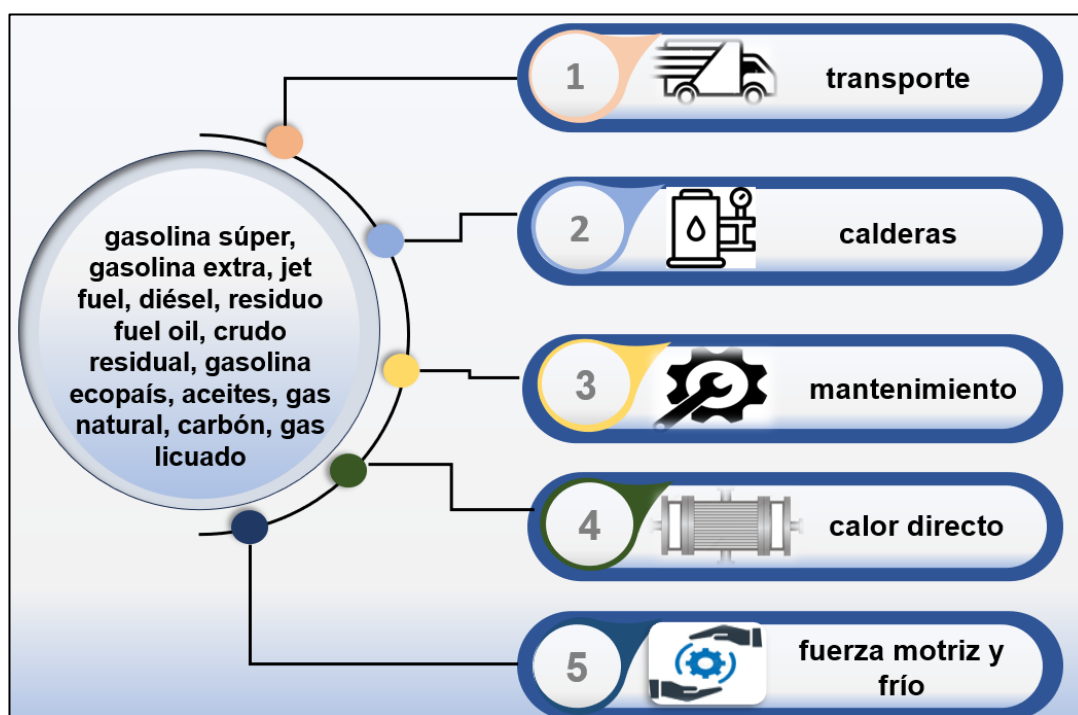 gasolina súper,
gasolina extra, jet
fuel, diésel, residuo
fuel oil, crudo
residual, gasolina
ecopaís, aceites, gas
natural, carbón, gas
licuado
1
transporte
2
calderas
3
mantenimiento
4
calor directo
5
fuerza motriz y
frío